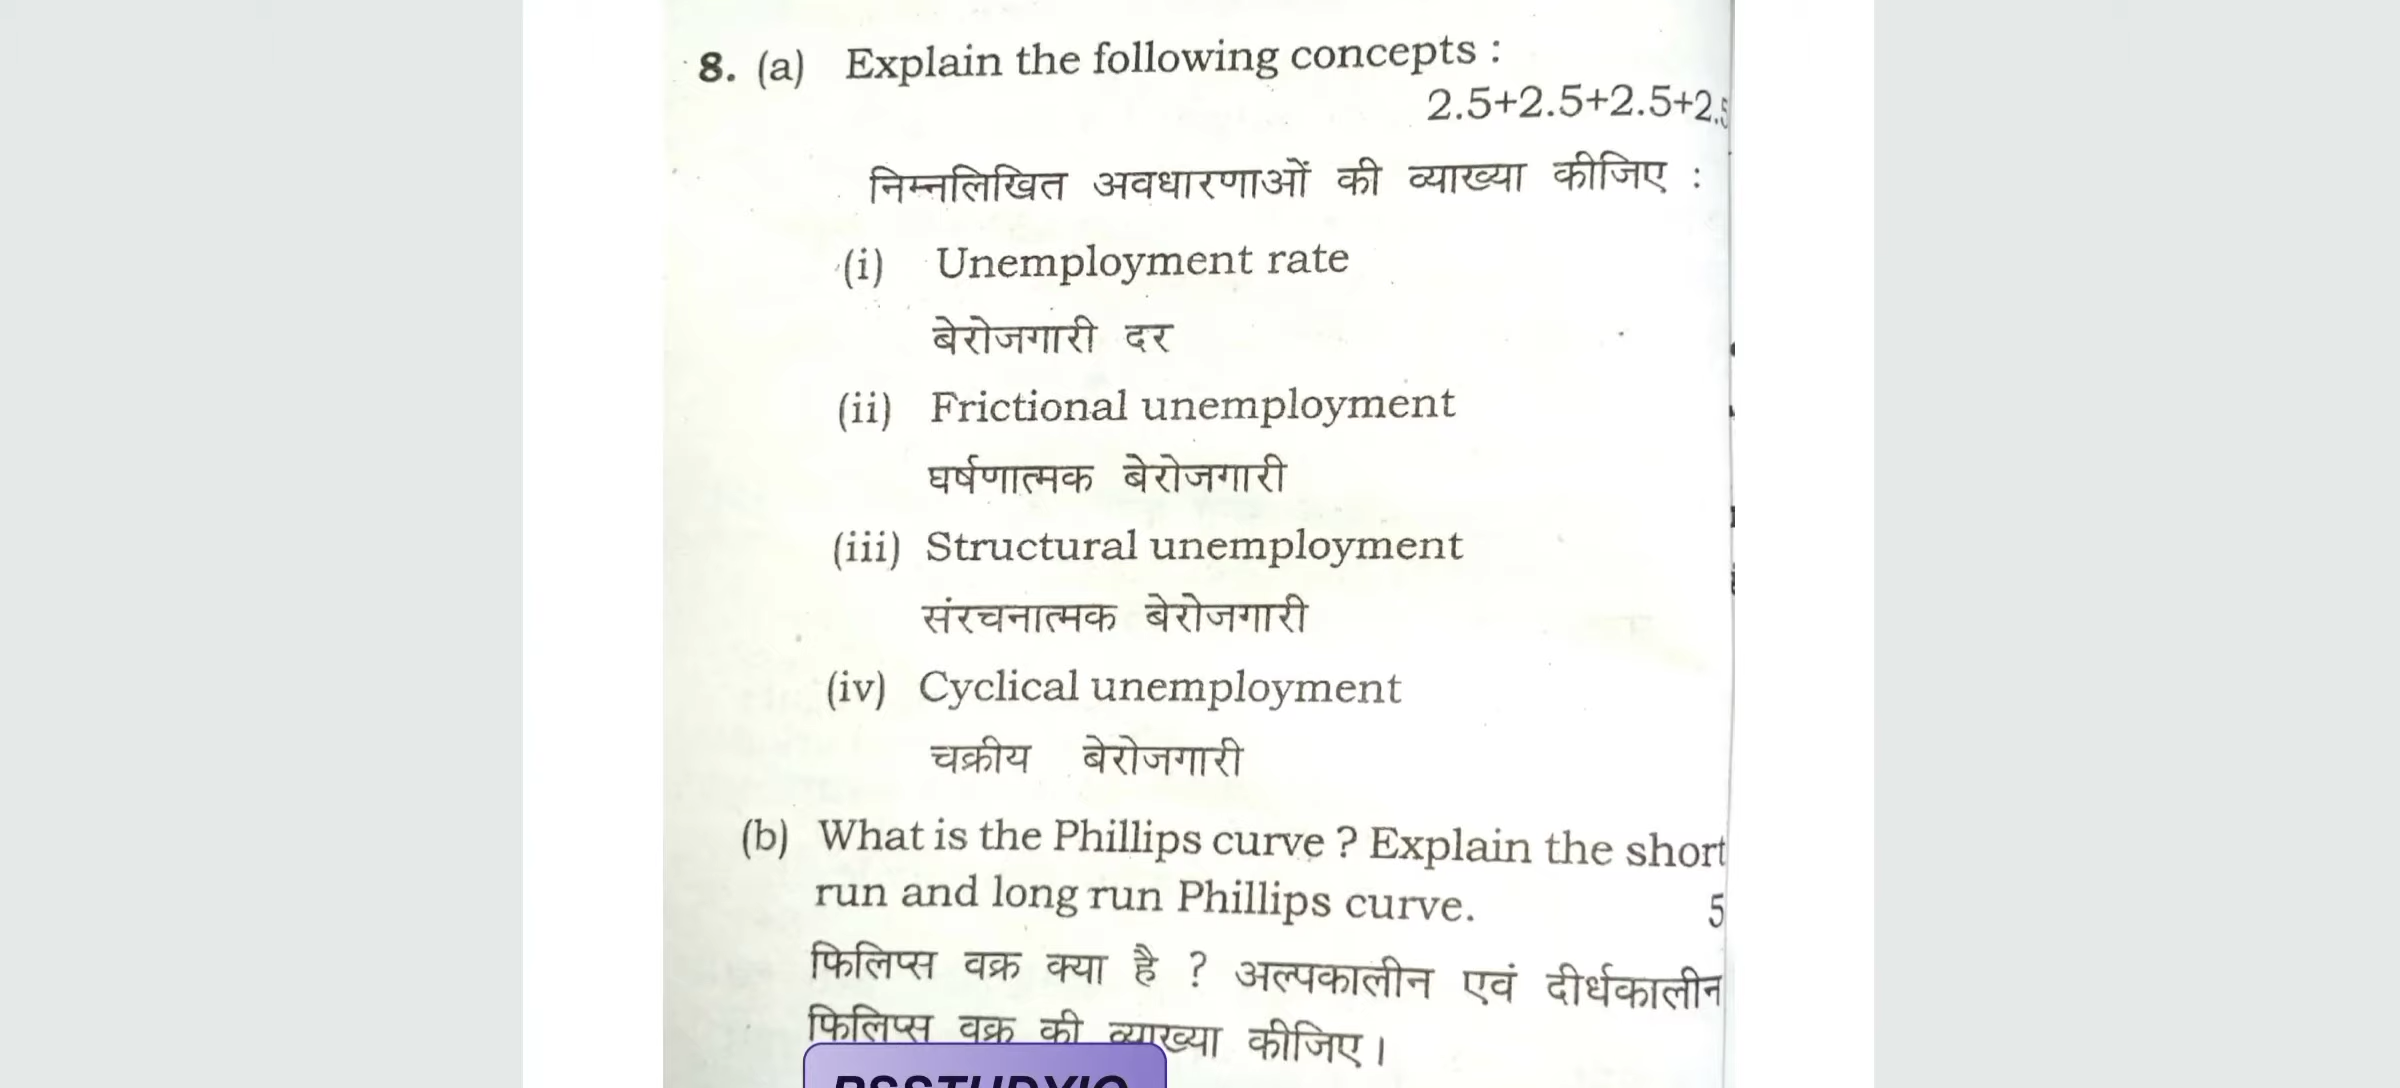 8. (a) Explain the following concepts :
2.5+2.5+2.5+2.5
निम्नलिखित अवधारणाओं की व्याख्या कीजिए :
(i) Unemployment rate
बेरोजगारी दर
(ii) Frictional unemployment
घर्षणात्मक बेरोजगारी
(iii) Structural unemployment
संरचनात्मक बेरोजगारी
(iv) Cyclical unemployment
चक्रीय बेरोजगारी
(b) What is the Phillips curve ? Explain the short
run and long run Phillips curve. 5
फिलिप्स वक्र क्या है ? अल्पकालीन एवं दीर्धकालीन
फिलिप्स वक्र की व्याख्या कीजिए।
PSSTUDYIQ